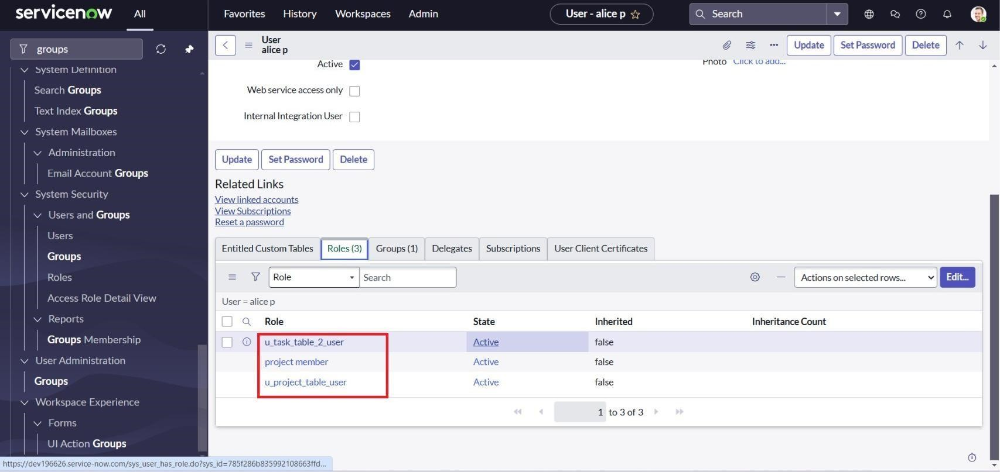 servicenow
All
Favorites
History
Workspaces
Admin
User - alice p
Search
groups
System Definition
Search Groups
Text Index Groups
System Mailboxes
Administration
Email Account Groups
System Security
Users and Groups
Users
Groups
Roles
Access Role Detail View
Reports
Groups Membership
User Administration
Groups
Workspace Experience
Forms
UI Action Groups
https://dev196626.service-now.com/sys_user_has_role.do?sys_id=785f286b835992108663ffd...
User
alice p
Update
Set Password
Delete
Active
Photo Click to add...
Web service access only
Internal Integration User
Update
Set Password
Delete
Related Links
View linked accounts
View Subscriptions
Reset a password
Entitled Custom Tables
Roles (3)
Groups (1)
Delegates
Subscriptions
User Client Certificates
Role
Search
Actions on selected rows...
Edit...
User = alice p
Role State Inherited Inheritance Count
u_task_table_2_user Active false
project member Active false
u_project_table_user Active false
1 to 3 of 3